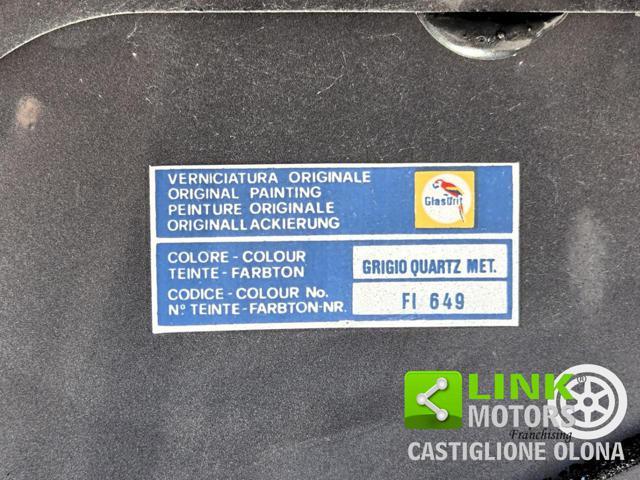 VERNICIATURA ORIGINALE
ORIGINAL PAINTING
PEINTURE ORIGINALE
ORIGINALLACKIERUNG
GlasUrit
COLORE - COLOUR
TEINTE - FARBTON
GRIGIO QUARTZ MET.
CODICE - COLOUR No.
Nº TEINTE - FARBTON-NR.
FI 649
LINK
MOTORS
Franchising
CASTIGLIONE OLONA